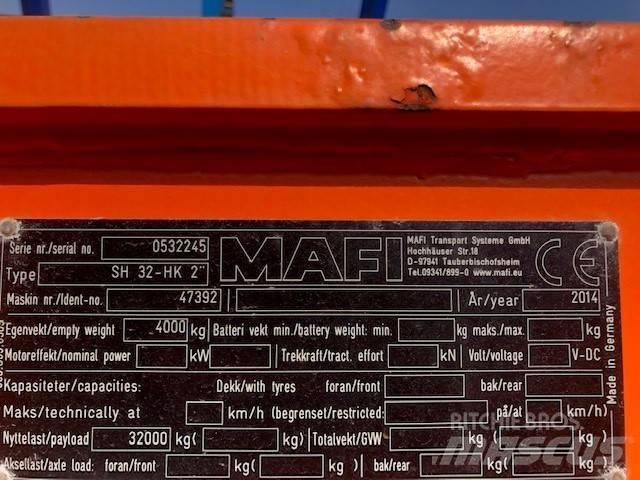 Serie nr./serial no. 0532245
Type SH 32-HK 2"
MAFI
MAFI Transport Systeme GmbH
Hochhäuser Str.18
D-97941 Tauberbischofsheim
Tel.09341/899-0 www.mafi.eu
CE
Maskin nr./Ident-no. 47392 År/year 2014
Egenvekt/empty weight 4000 kg Batteri vekt min./battery weight: min. kg maks./max. kg
Motoreffekt/nominal power kW Trekkraft/tract. effort kN Volt/voltage V-DC
Kapasiteter/capacities: Dekk/with tyres foran/front bak/rear
Maks/technically at km/h (begrenset/restricted: på/at km/h)
Nyttelast/payload 32000 kg( kg) Totalvekt/GVW kg( kg)
Aksellast/axle load: foran/front kg( kg) bak/rear kg( kg)
Made in Germany
RITCHIE BROS.
MASCUS